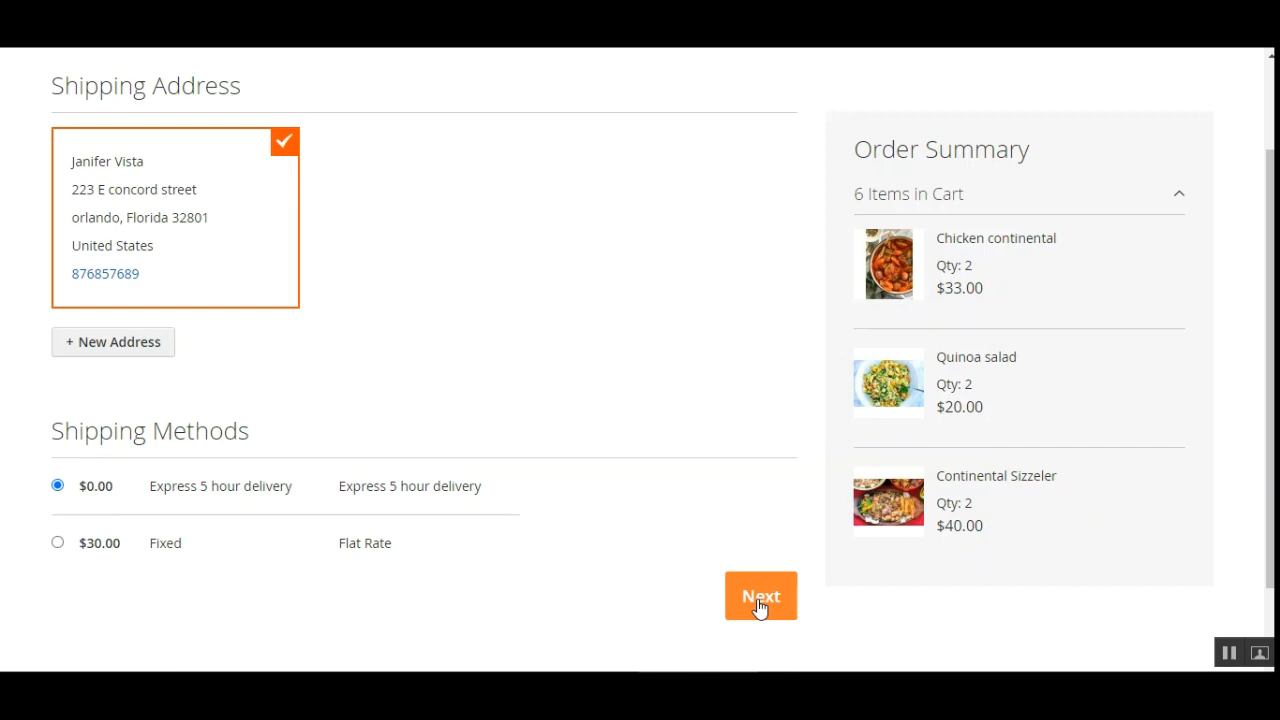 Shipping Address
Janifer Vista
223 E concord street
orlando, Florida 32801
United States
876857689
+ New Address
Shipping Methods
$0.00 Express 5 hour delivery Express 5 hour delivery
$30.00 Fixed Flat Rate
Next
Order Summary
6 Items in Cart
Chicken continental
Qty: 2
$33.00
Quinoa salad
Qty: 2
$20.00
Continental Sizzeler
Qty: 2
$40.00